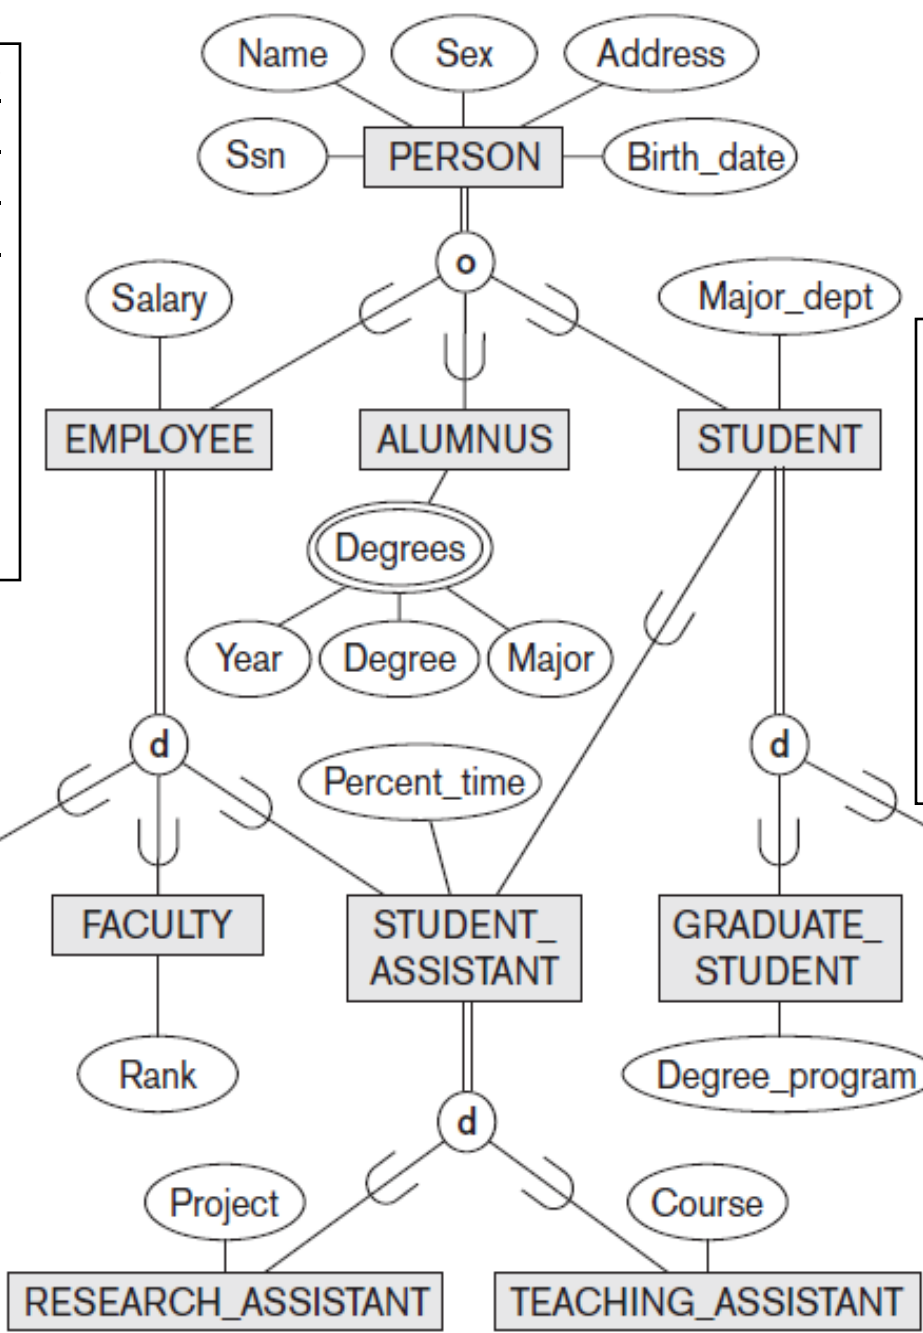 Name
Sex
Address
Ssn
PERSON
Birth_date
o
Salary
Major_dept
EMPLOYEE
ALUMNUS
STUDENT
Degrees
Year
Degree
Major
d
d
Percent_time
FACULTY
STUDENT_
ASSISTANT
GRADUATE_
STUDENT
Rank
Degree_program
d
Project
Course
RESEARCH_ASSISTANT
TEACHING_ASSISTANT